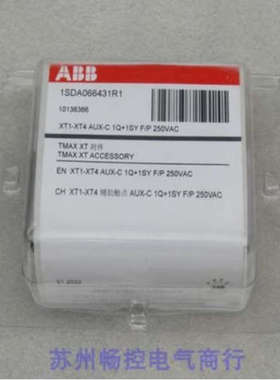 ABB
1SDA066431R1
10138366
XT1-XT4 AUX-C 1Q+1SY F/P 250VAC
TMAX XT 附件
TMAX XT ACCESSORY
EN XT1-XT4 AUX-C 1Q+1SY F/P 250VAC
CH XT1-XT4 辅助触点 AUX-C 1Q+1SY F/P 250VAC
苏州畅控电气商行